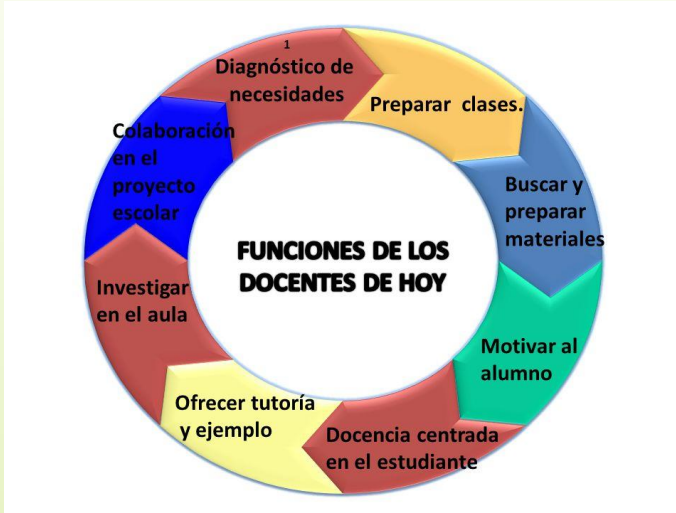 1
Diagnóstico de
necesidades
Preparar clases.
Buscar y
preparar
materiales
Motivar al
alumno
Docencia centrada
en el estudiante
Ofrecer tutoría
y ejemplo
Investigar
en el aula
Colaboración
en el
proyecto
escolar
FUNCIONES DE LOS
DOCENTES DE HOY